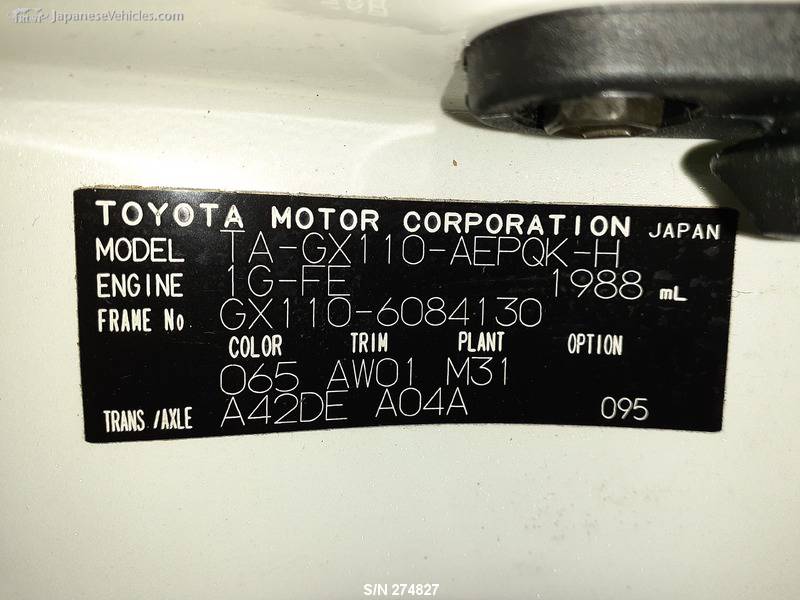 JapaneseVehicles.com
TOYOTA MOTOR CORPORATION JAPAN
MODEL TA-GX110-AEPQK-H
ENGINE 1G-FE 1988 mL
FRAME No GX110-6084130
COLOR TRIM PLANT OPTION
065 AW01 M31
TRANS/AXLE A42DE A04A 095
S/N 274827